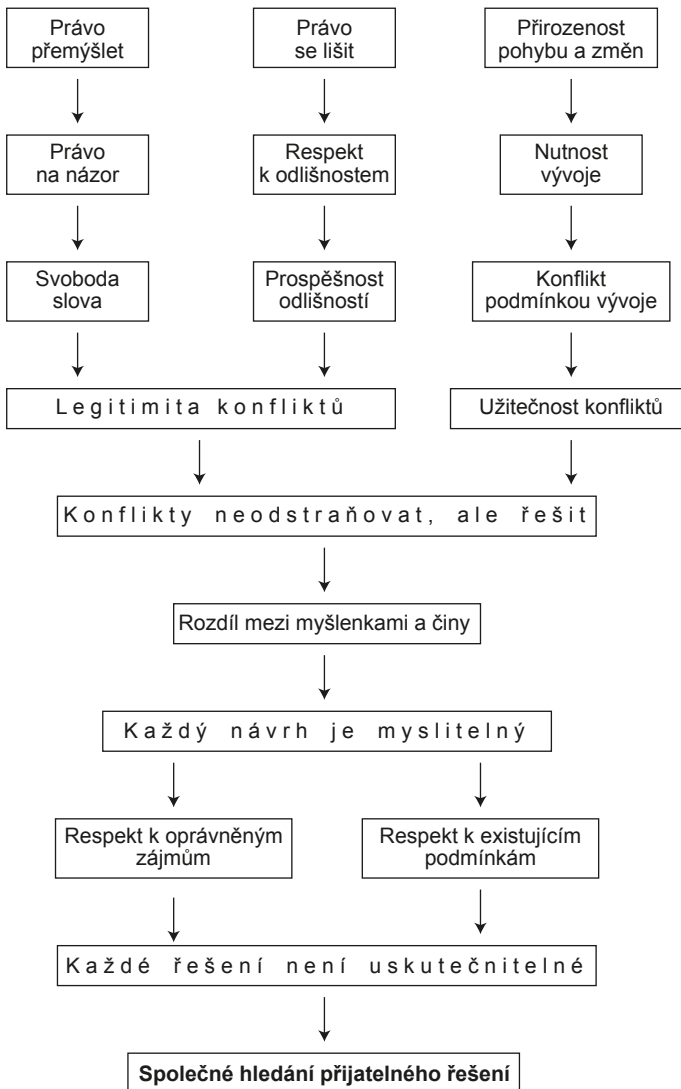 Právo
přemýšlet
Právo
se lišit
Přirozenost
pohybu a změn
Právo
na názor
Respekt
k odlišnostem
Nutnost
vývoje
Svoboda
slova
Prospěšnost
odlišností
Konflikt
podmínkou vývoje
Legitimita konfliktů
Užitečnost konfliktů
Konflikty neodstraňovat, ale řešit
Rozdíl mezi myšlenkami a činy
Každý návrh je myslitelný
Respekt k oprávněným
zájmům
Respekt k existujícím
podmínkám
Každé řešení není uskutečnitelné
Společné hledání přijatelného řešení